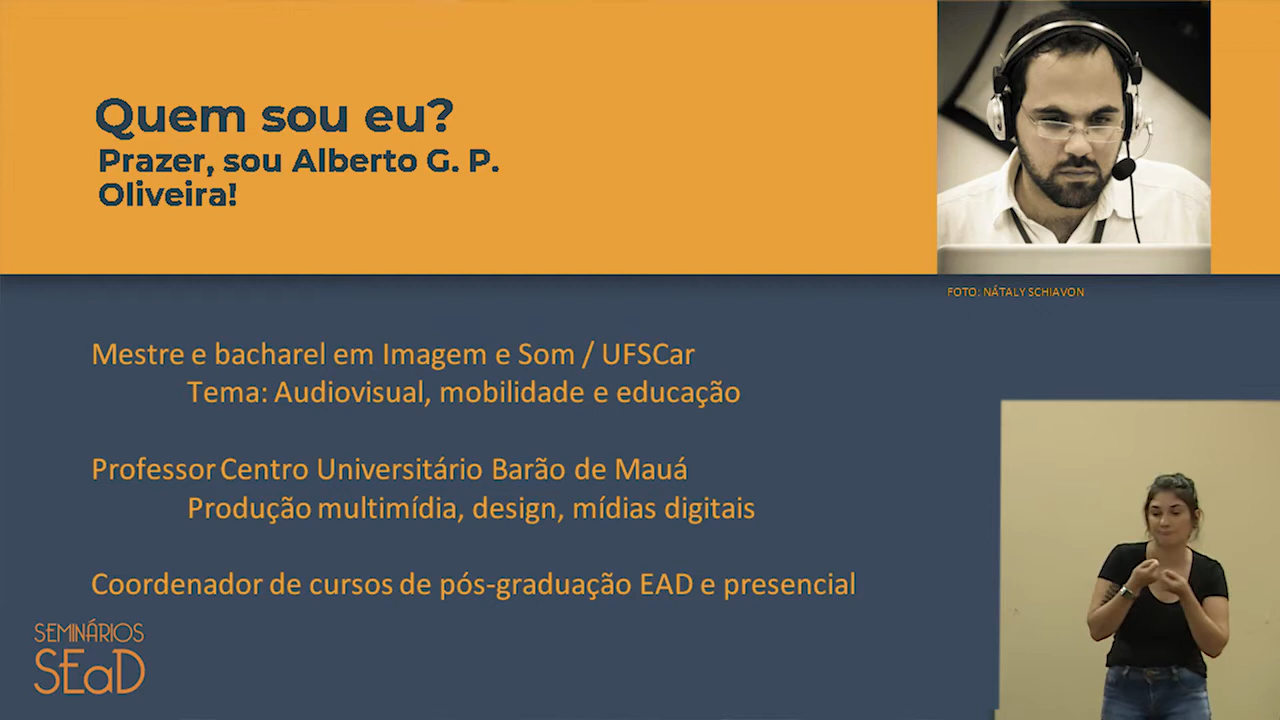 Quem sou eu?
Prazer, sou Alberto G. P.
Oliveira!
FOTO: NÁTALY SCHIAVON
Mestre e bacharel em Imagem e Som / UFSCar
Tema: Audiovisual, mobilidade e educação
Professor Centro Universitário Barão de Mauá
Produção multimídia, design, mídias digitais
Coordenador de cursos de pós-graduação EAD e presencial
SEMINÁRIOS
SEaD